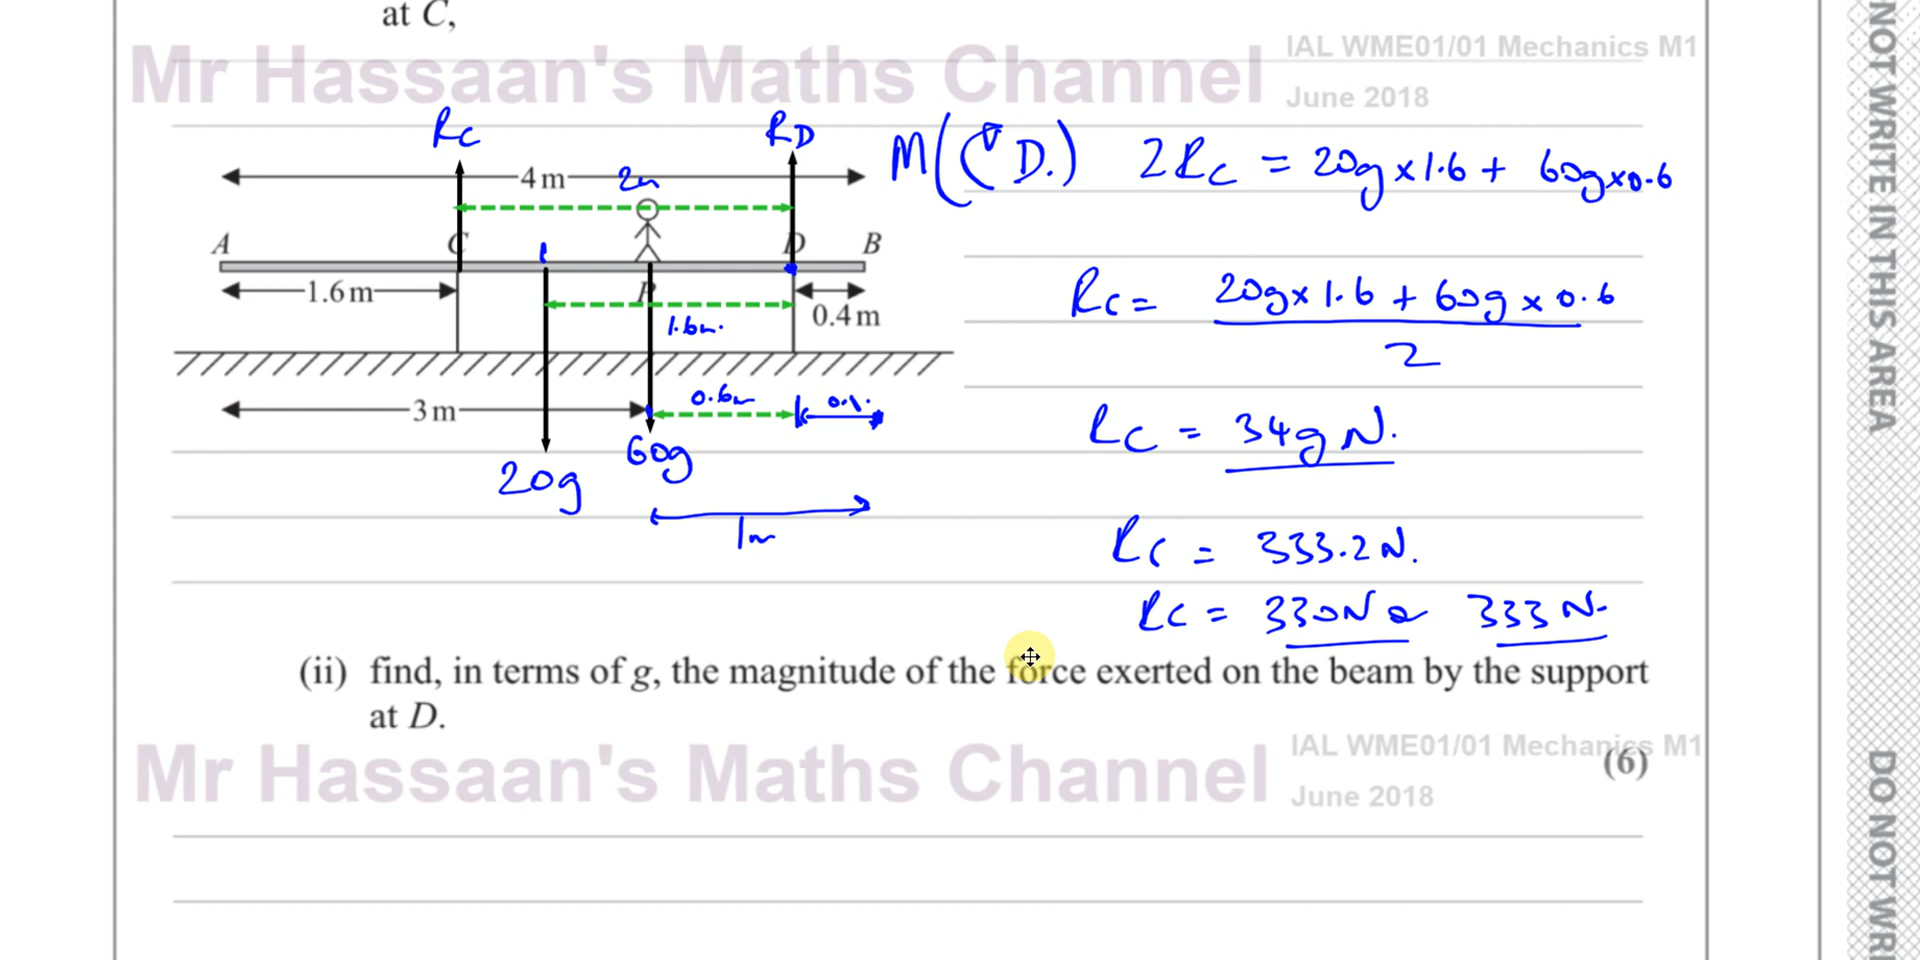 at C,
Mr Hassaan's Maths Channel
IAL WME01/01 Mechanics M1
June 2018
RC
RD
4 m
2m
A
C
D
B
P
1.6 m
0.4 m
1.6m.
3 m
0.6m
20g
60g
1m
M( D.) 2RC = 20g×1.6 + 60g×0.6
RC = 20g×1.6 + 60g×0.6
2
RC = 34g N.
RC = 333.2 N.
RC = 330N or 333 N.
(ii) find, in terms of g, the magnitude of the force exerted on the beam by the support
at D.
(6)
Mr Hassaan's Maths Channel
IAL WME01/01 Mechanics M1
June 2018
NOT WRITE IN THIS AREA
DO NOT WRI